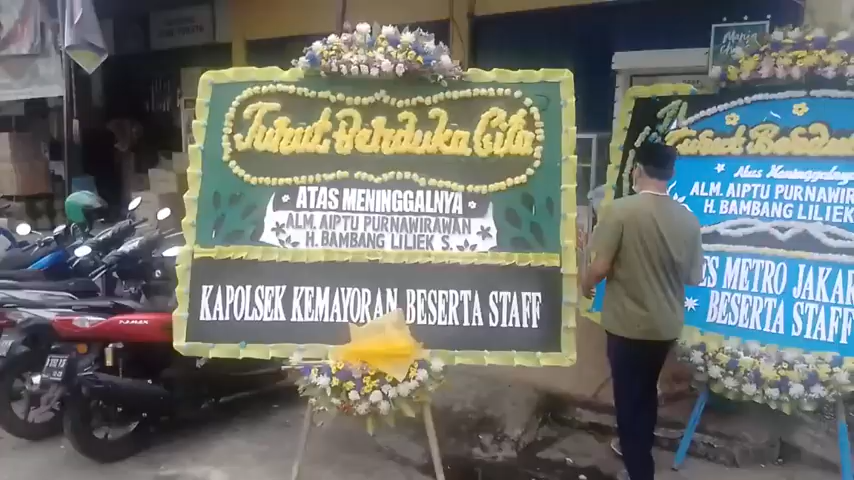 Turut Berduka Cita
ATAS MENINGGALNYA
ALM. AIPTU PURNAWIRAWAN
H. BAMBANG LILIEK S.
KAPOLSEK KEMAYORAN BESERTA STAFF
Atas Meninggalnya
ALM. AIPTU PURNAWIRA
H. BAMBANG LILIEK
ES METRO JAKAR
BESERTA STAFF